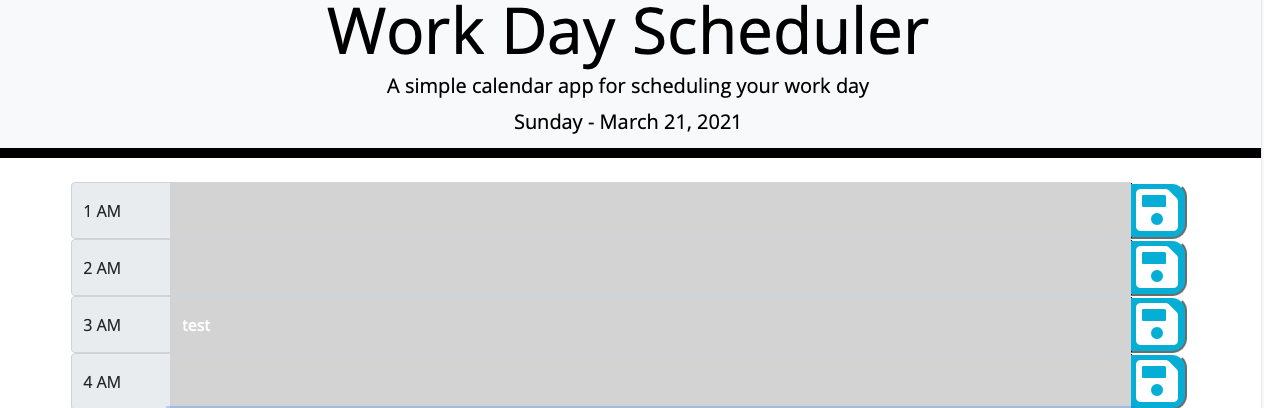 Work Day Scheduler
A simple calendar app for scheduling your work day
Sunday - March 21, 2021
1 AM
2 AM
3 AM test
4 AM